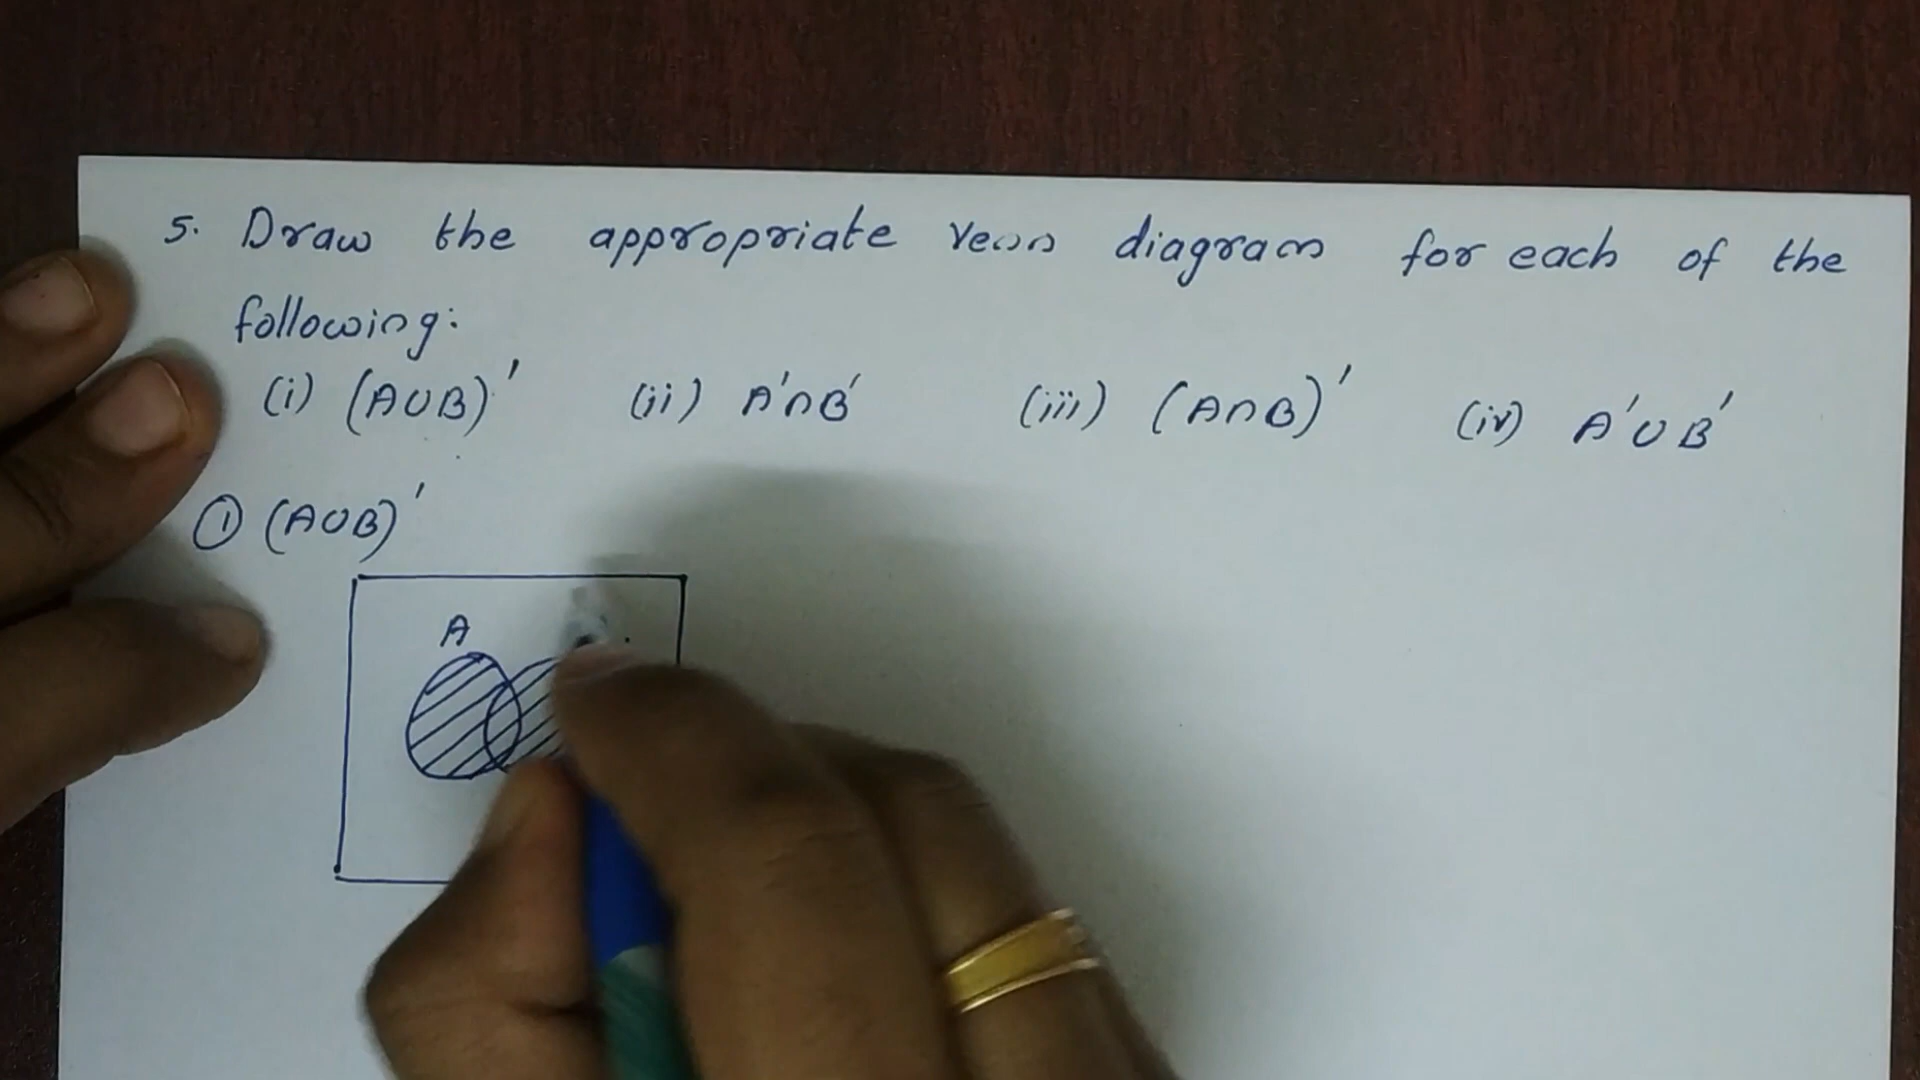 5. Draw the appropriate venn diagram for each of the
following:
(i) (A∪B)' (ii) A'∩B' (iii) (A∩B)' (iv) A'∪B'
① (A∪B)'
A